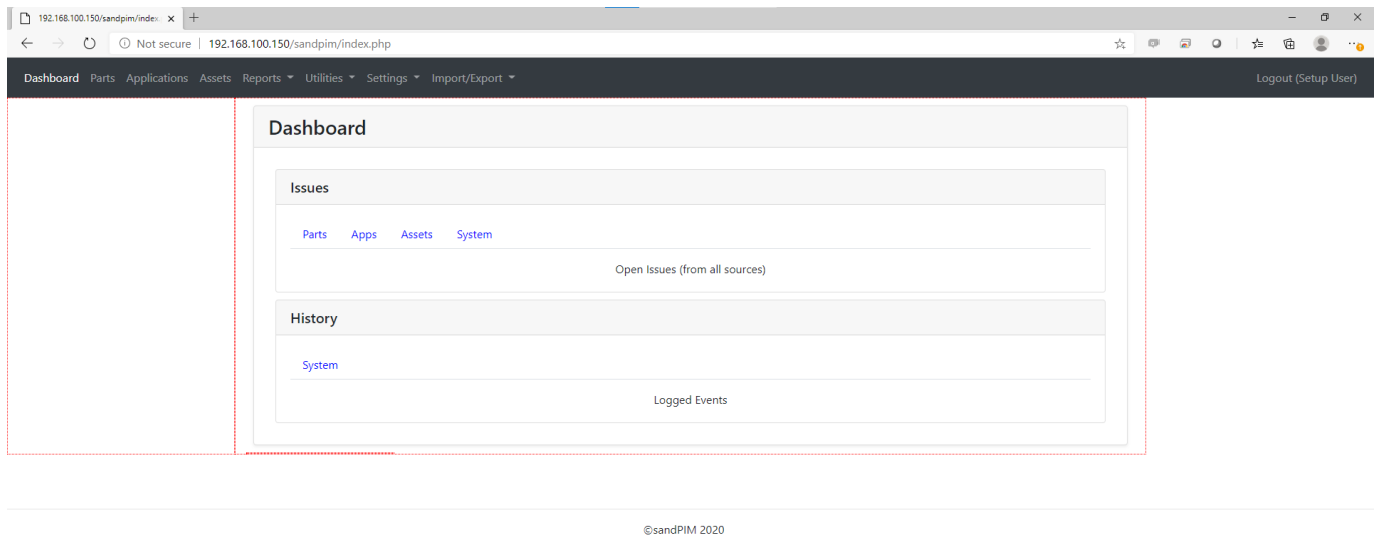 192.168.100.150/sandpim/index
Not secure | 192.168.100.150/sandpim/index.php
Dashboard Parts Applications Assets Reports Utilities Settings Import/Export Logout (Setup User)
Dashboard
Issues
Parts Apps Assets System
Open Issues (from all sources)
History
System
Logged Events
©sandPIM 2020